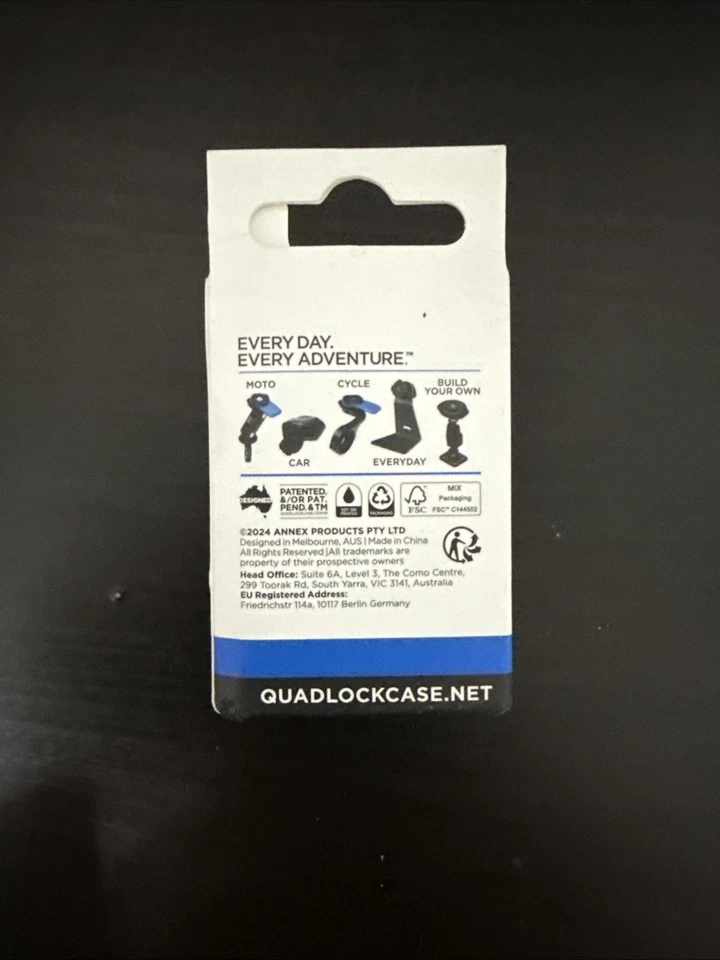 EVERY DAY.
EVERY ADVENTURE.™
MOTO
CYCLE
BUILD
YOUR OWN
CAR
EVERYDAY
DESIGNED
PATENTED.
&/OR PAT.
PEND. & TM
PACKAGING
FSC
MIX
Packaging
FSC™ C144502
©2024 ANNEX PRODUCTS PTY LTD
Designed in Melbourne, AUS | Made in China
All Rights Reserved |All trademarks are
property of their prospective owners
Head Office: Suite 6A, Level 3, The Como Centre,
299 Toorak Rd, South Yarra, VIC 3141, Australia
EU Registered Address:
Friedrichstr 114a, 10117 Berlin Germany
QUADLOCKCASE.NET